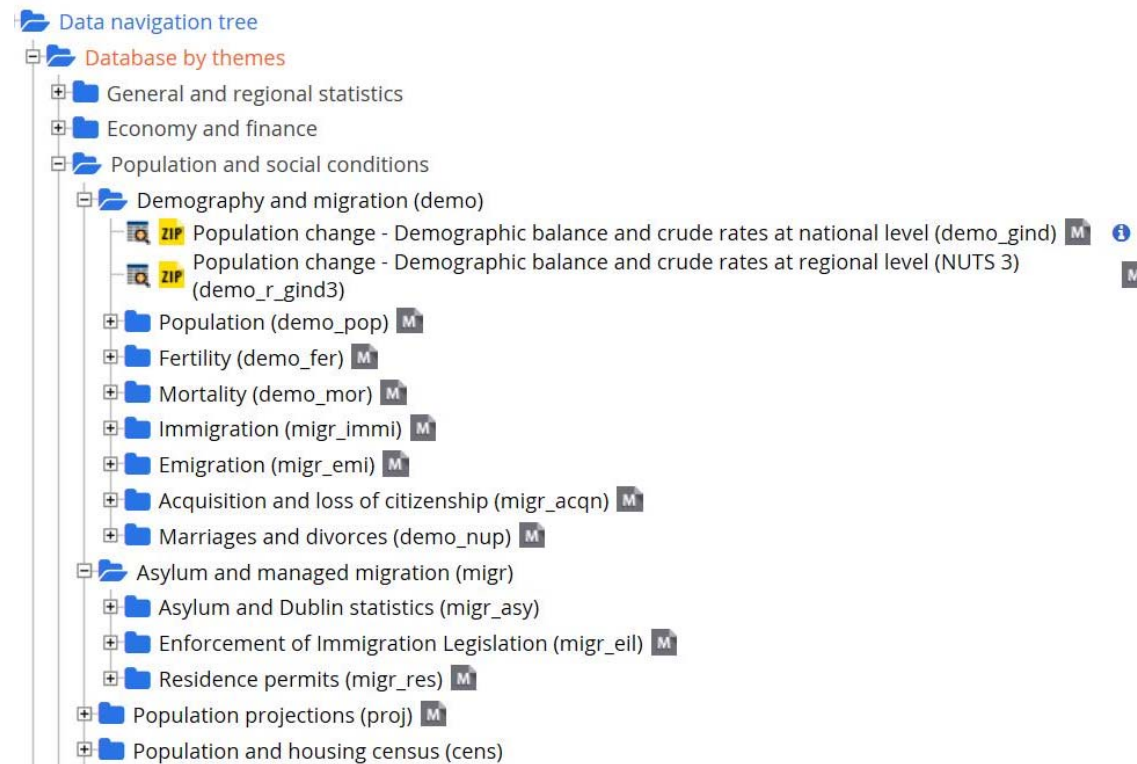 Data navigation tree
Database by themes
General and regional statistics
Economy and finance
Population and social conditions
Demography and migration (demo)
ZIP Population change - Demographic balance and crude rates at national level (demo_gind) M i
ZIP Population change - Demographic balance and crude rates at regional level (NUTS 3) M
(demo_r_gind3)
Population (demo_pop) M
Fertility (demo_fer) M
Mortality (demo_mor) M
Immigration (migr_immi) M
Emigration (migr_emi) M
Acquisition and loss of citizenship (migr_acqn) M
Marriages and divorces (demo_nup) M
Asylum and managed migration (migr)
Asylum and Dublin statistics (migr_asy)
Enforcement of Immigration Legislation (migr_eil) M
Residence permits (migr_res) M
Population projections (proj) M
Population and housing census (cens)